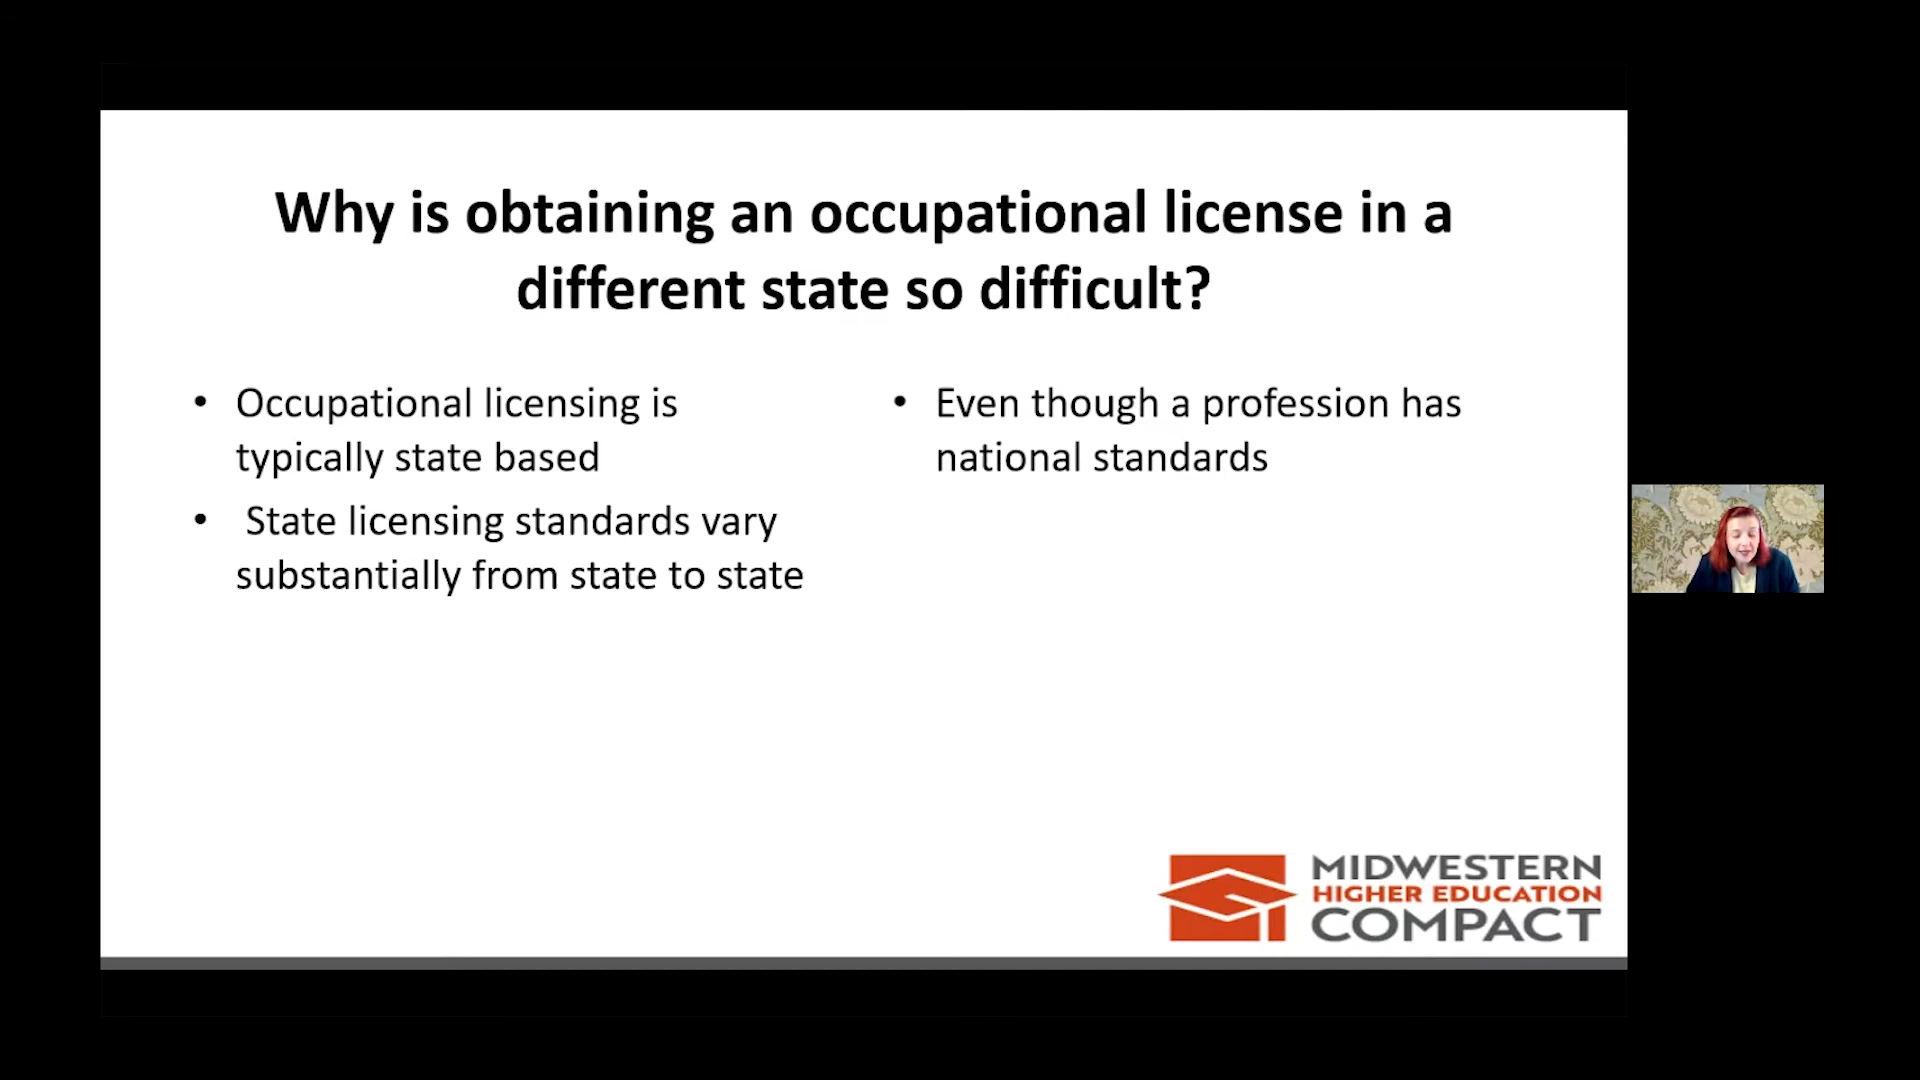 Why is obtaining an occupational license in a
different state so difficult?
• Occupational licensing is
typically state based
• State licensing standards vary
substantially from state to state
• Even though a profession has
national standards
MIDWESTERN
HIGHER EDUCATION
COMPACT